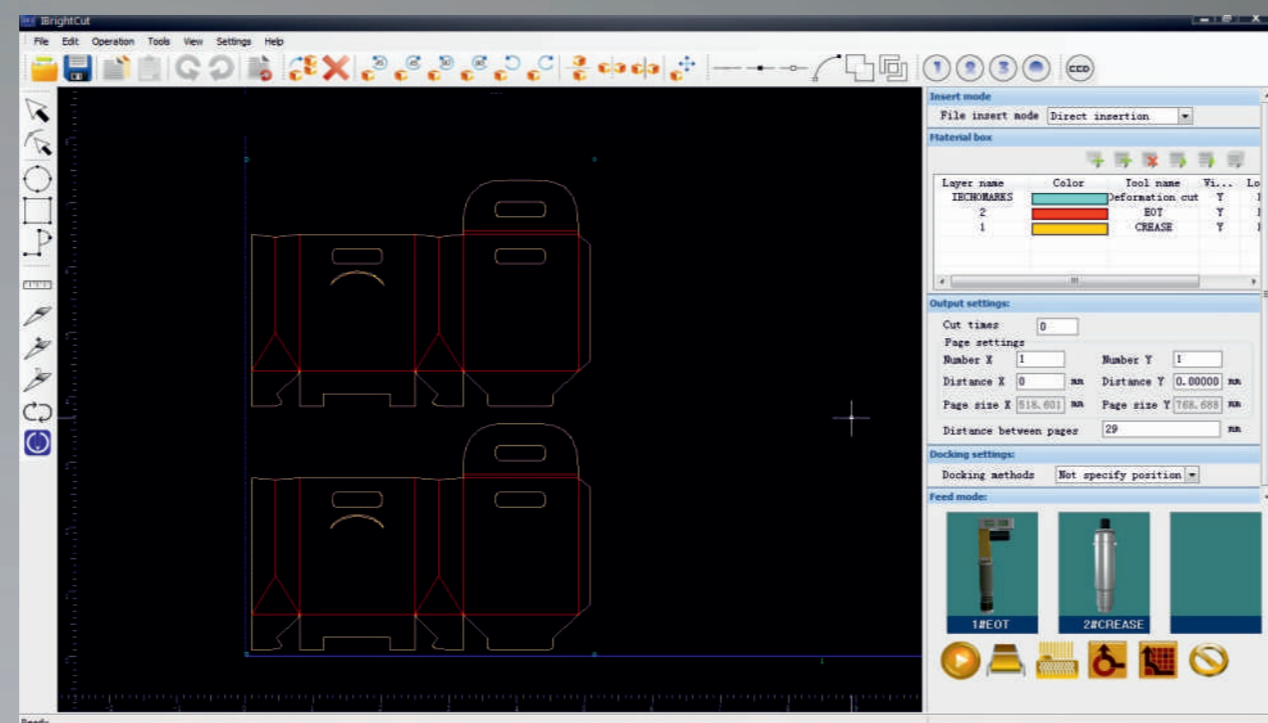 IBrightCut
File Edit Operation Tools View Settings Help
1 2 3 CCD
Insert mode
File insert mode Direct insertion
Material box
Layer name Color Tool name Vi... Lo
IECHOMARKS Deformation cut Y
2 EOT Y
1 CREASE Y
Output settings:
Cut times 0
Page settings
Number X 1 Number Y 1
Distance X 0 mm Distance Y 0.00000 mm
Page size X 518.601 mm Page size Y 768.688 mm
Distance between pages 29 mm
Docking settings:
Docking methods Not specify position
Feed mode:
1#EOT 2#CREASE
Ready